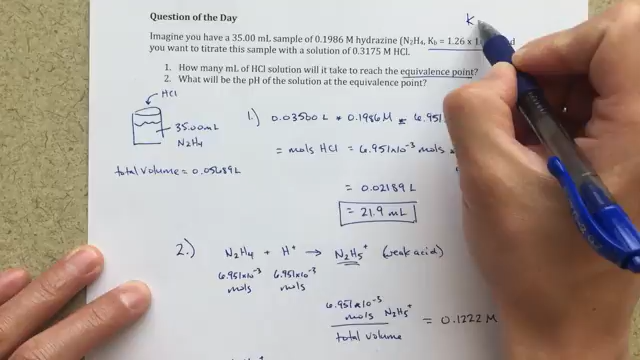 Question of the Day
K
Imagine you have a 35.00 mL sample of 0.1986 M hydrazine (N2H4, Kb = 1.26 x 1
you want to titrate this sample with a solution of 0.3175 M HCl.
1. How many mL of HCl solution will it take to reach the equivalence point?
2. What will be the pH of the solution at the equivalence point?
HCl
35.00mL
N2H4
total volume = 0.05689 L
1.) 0.03500 L * 0.1986 M = 6.951
= mols HCl = 6.951x10⁻³ mols
= 0.02189 L
= 21.9 mL
2.) N2H4 + H⁺ → N2H5⁺ (weak acid)
6.951x10⁻³ mols 6.951x10⁻³ mols
6.951x10⁻³ mols N2H5⁺
total volume
= 0.1222 M